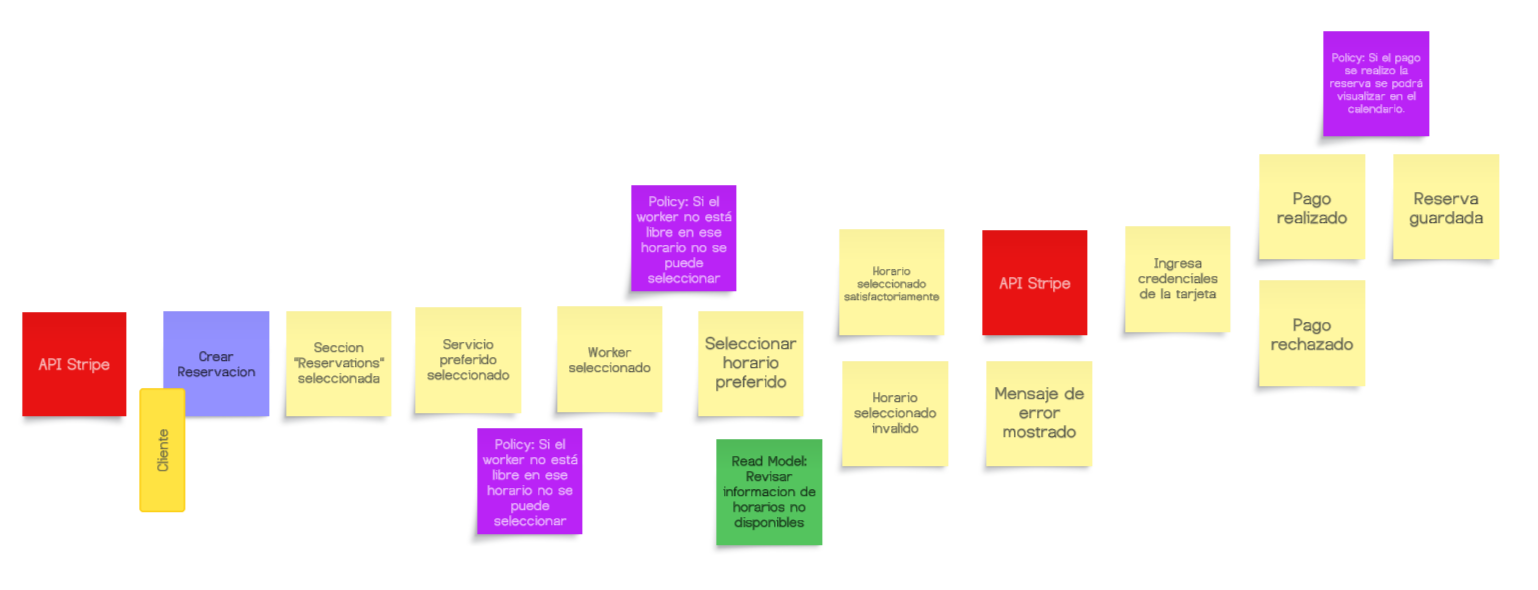 API Stripe
Crear
Reservacion
Cliente
Seccion
"Reservations"
seleccionada
Servicio
preferido
seleccionado
Policy: Si el
worker no está
libre en ese
horario no se
puede
seleccionar
Worker
seleccionado
Policy: Si el
worker no está
libre en ese
horario no se
puede
seleccionar
Seleccionar
horario
preferido
Read Model:
Revisar
informacion de
horarios no
disponibles
Horario
seleccionado
satisfactoriamente
Horario
seleccionado
invalido
API Stripe
Mensaje de
error
mostrado
Ingresa
credenciales
de la tarjeta
Policy: Si el pago
se realizo la
reserva se podrá
visualizar en el
calendario.
Pago
realizado
Reserva
guardada
Pago
rechazado